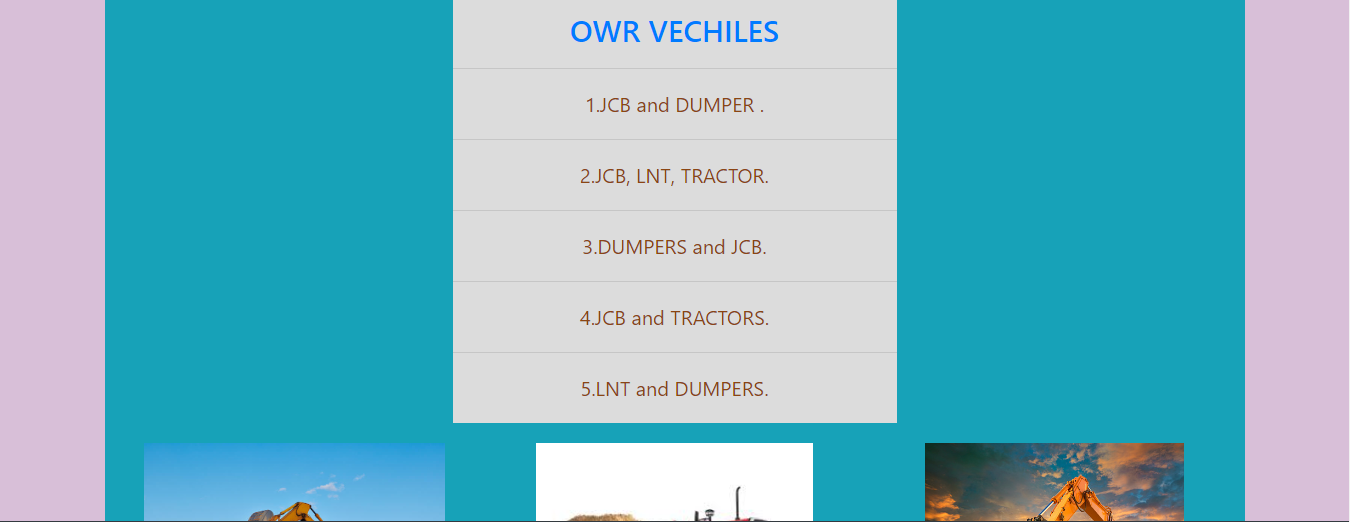 OWR VECHILES
1.JCB and DUMPER .
2.JCB, LNT, TRACTOR.
3.DUMPERS and JCB.
4.JCB and TRACTORS.
5.LNT and DUMPERS.